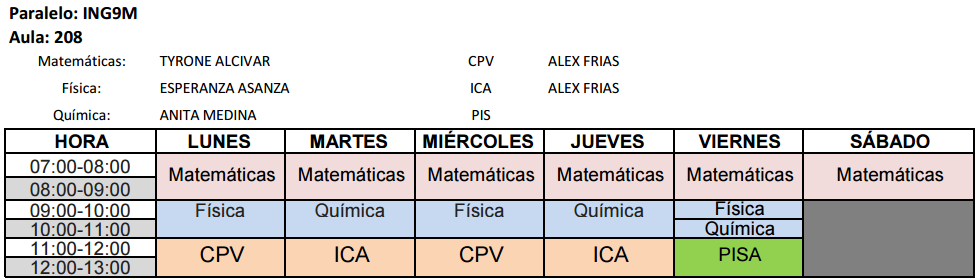 Paralelo: ING9M
Aula: 208
Matemáticas: TYRONE ALCIVAR CPV ALEX FRIAS
Física: ESPERANZA ASANZA ICA ALEX FRIAS
Química: ANITA MEDINA PIS
HORA LUNES MARTES MIÉRCOLES JUEVES VIERNES SÁBADO
07:00-08:00
Matemáticas Matemáticas Matemáticas Matemáticas Matemáticas Matemáticas
08:00-09:00
09:00-10:00 Física Química Física Química Física
10:00-11:00 Química
11:00-12:00
CPV ICA CPV ICA PISA
12:00-13:00